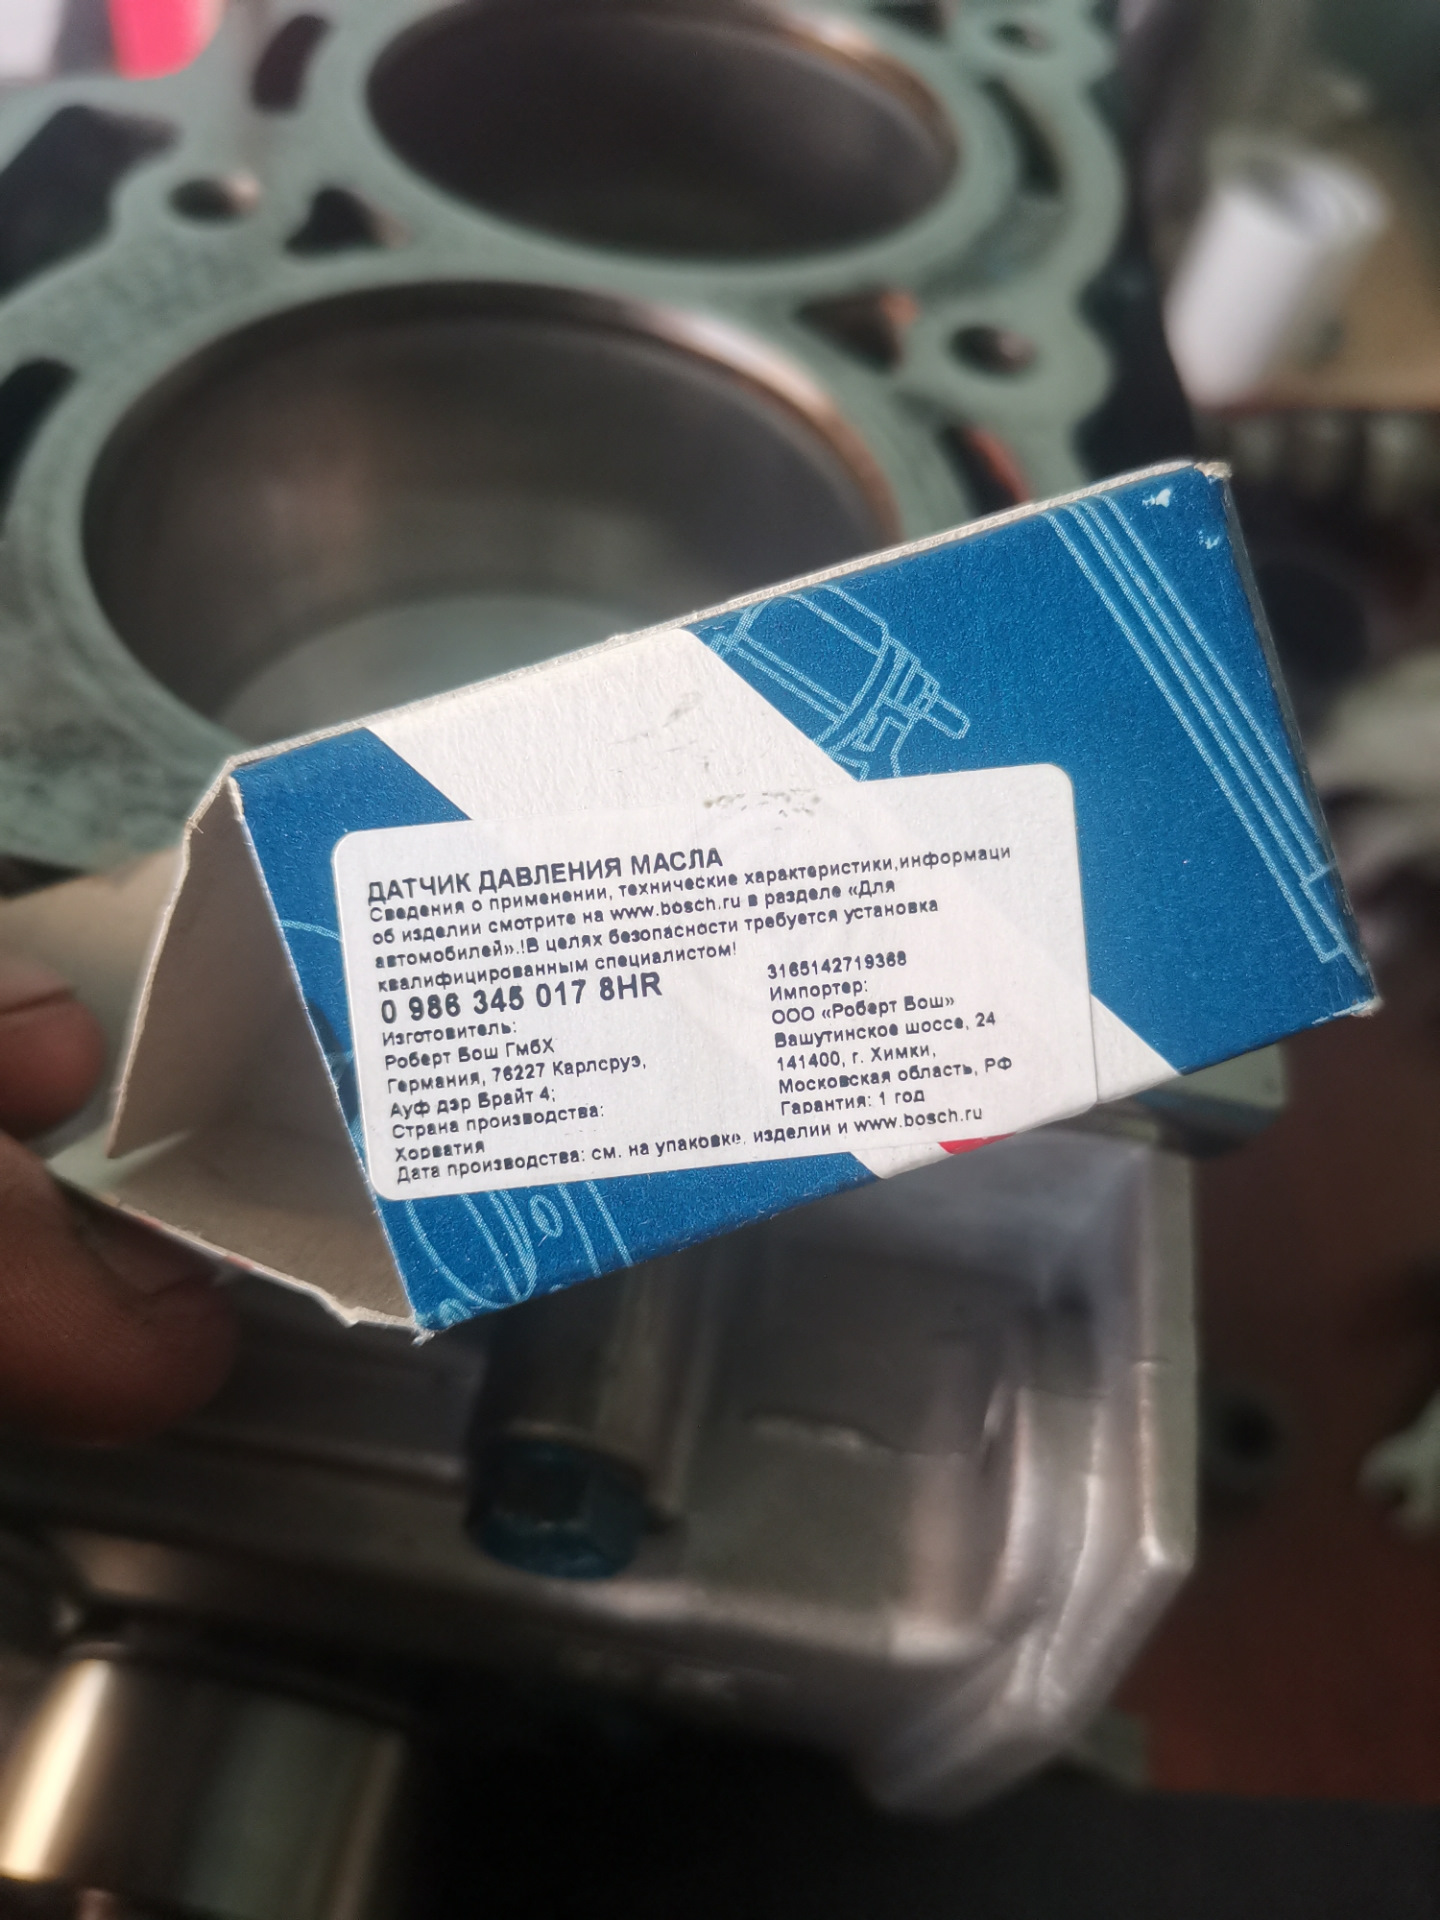 ДАТЧИК ДАВЛЕНИЯ МАСЛА
Сведения о применении, технические характеристики,информаци
об изделии смотрите на www.bosch.ru в разделе «Для
автомобилей».!В целях безопасности требуется установка
квалифицированным специалистом!
0 986 345 017 8HR
Изготовитель:
Роберт Бош ГмбХ
Германия, 76227 Карлсруэ,
Ауф дэр Брайт 4;
Страна производства:
Хорватия
3165142719368
Импортер:
ООО «Роберт Бош»
Вашутинское шоссе, 24
141400, г. Химки,
Московская область, РФ
Гарантия: 1 год
Дата производства: см. на упаковке, изделии и www.bosch.ru